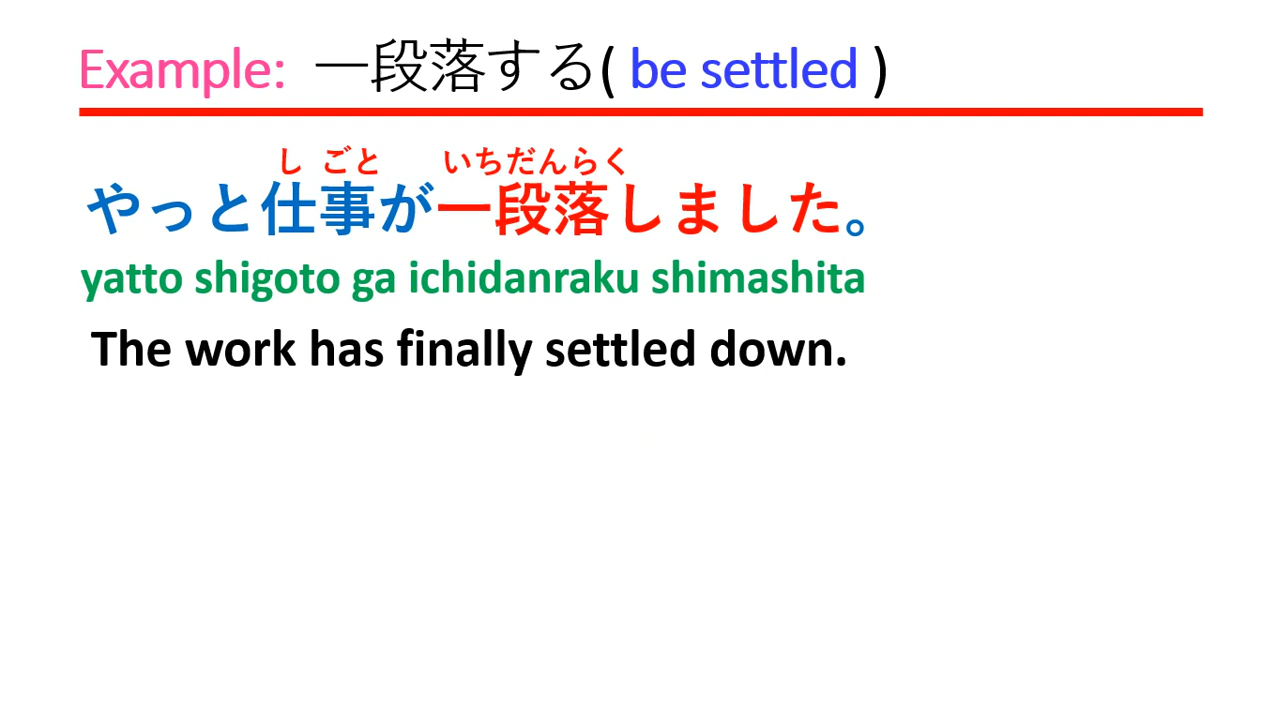 Example: 一段落する( be settled )
し ごと いちだんらく
やっと仕事が一段落しました。
yatto shigoto ga ichidanraku shimashita
The work has finally settled down.